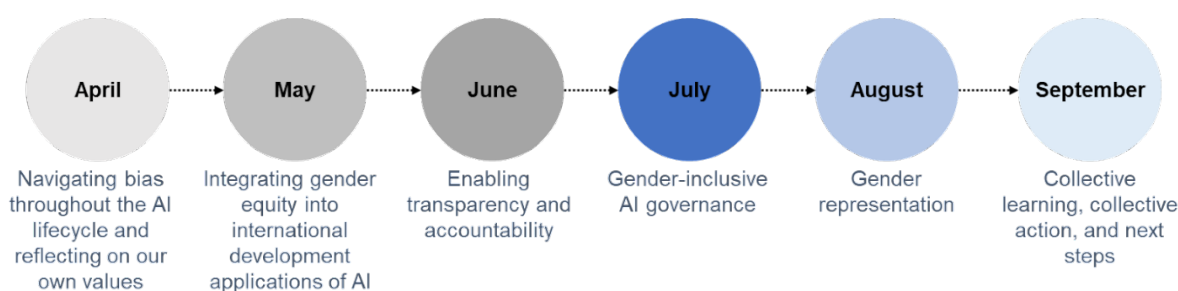 April
May
June
July
August
September
Navigating bias
throughout the AI
lifecycle and
reflecting on our
own values
Integrating gender
equity into
international
development
applications of AI
Enabling
transparency and
accountability
Gender-inclusive
AI governance
Gender
representation
Collective
learning, collective
action, and next
steps